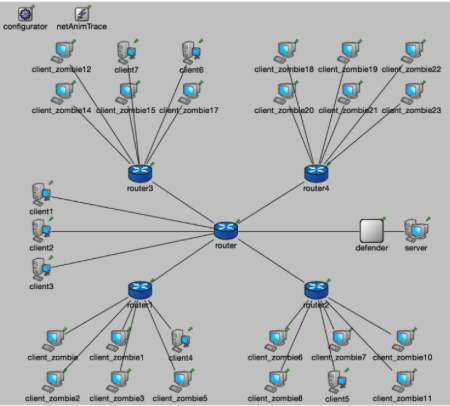 configurator netAnimTrace
client_zombie12 client7 client6 client_zombie18 client_zombie19 client_zombie22
client_zombie14 client_zombie15 client_zombie17 client_zombie20 client_zombie21 client_zombie23
router3 router4
client1
client2 router defender server
client3
router1 router2
client_zombie client_zombie1 client4 client_zombie6 client_zombie7 client_zombie10
client_zombie2 client_zombie3 client_zombie5 client_zombie8 client5 client_zombie11